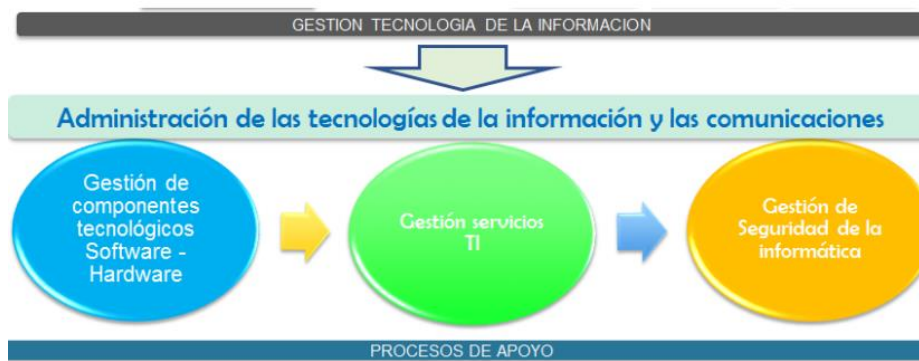 GESTION TECNOLOGIA DE LA INFORMACION
Administración de las tecnologías de la información y las comunicaciones
Gestión de
componentes
tecnológicos
Software -
Hardware
Gestión servicios
TI
Gestión de
Seguridad de la
informática
PROCESOS DE APOYO